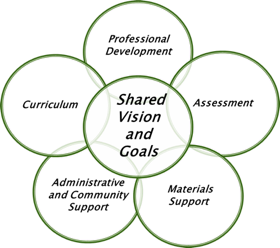 Professional
Development
Curriculum
Shared
Vision
and
Goals
Assessment
Administrative
and Community
Support
Materials
Support